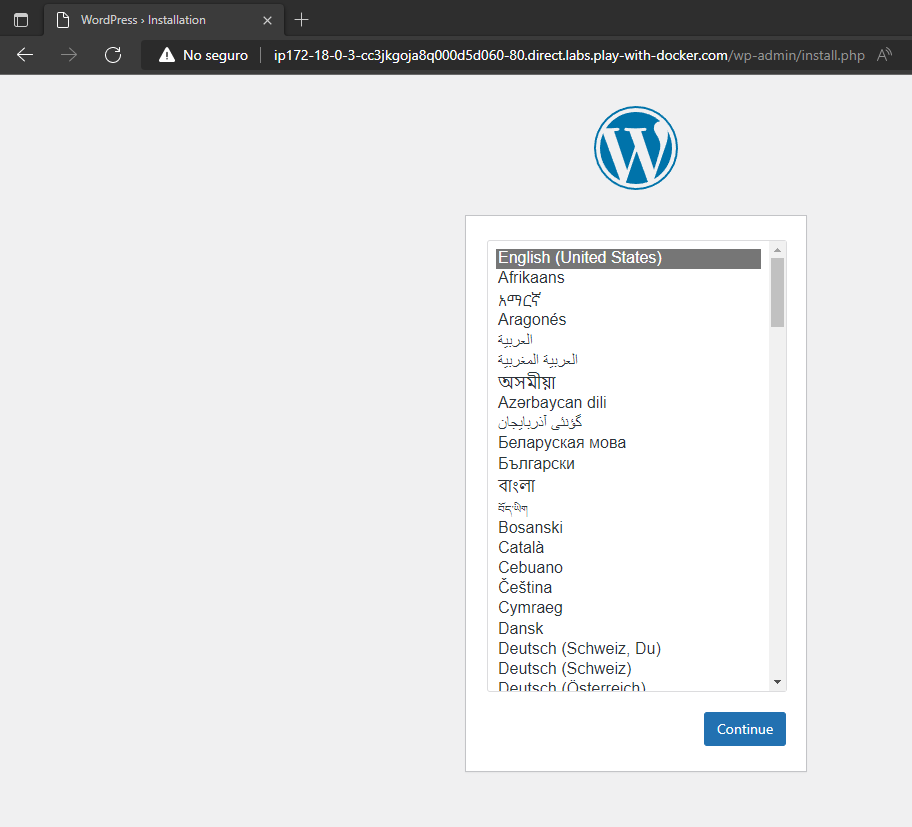 WordPress › Installation
No seguro
ip172-18-0-3-cc3jkgoja8q000d5d060-80.direct.labs.play-with-docker.com/wp-admin/install.php
English (United States)
Afrikaans
አማርኛ
Aragonés
العربية
العربية المغربية
অসমীয়া
Azərbaycan dili
گؤنئی آذربایجان
Беларуская мова
Български
বাংলা
བོད་ཡིག
Bosanski
Català
Cebuano
Čeština
Cymraeg
Dansk
Deutsch (Schweiz, Du)
Deutsch (Schweiz)
Deutsch (Österreich)
Continue